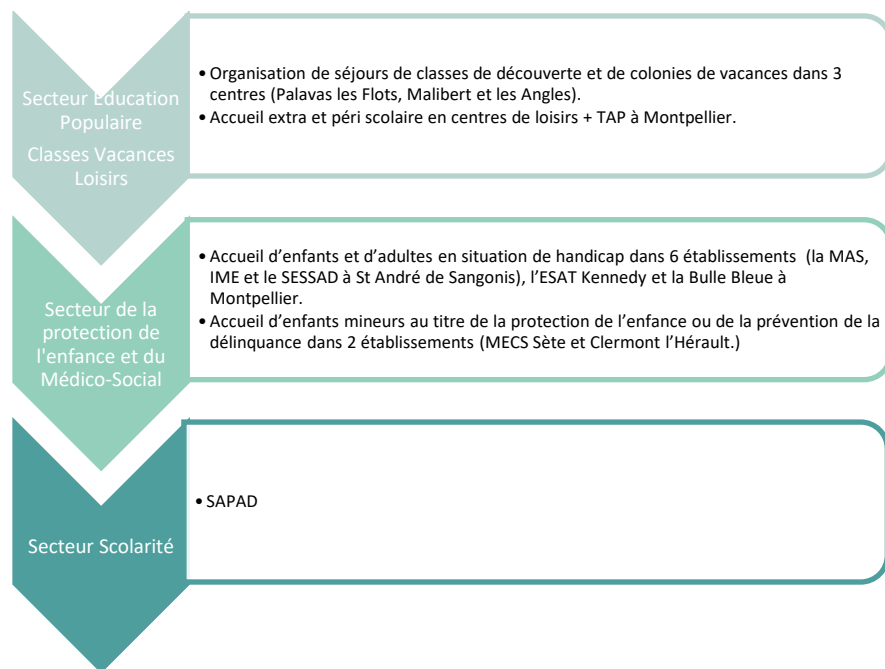 Secteur Education
Populaire
Classes Vacances
Loisirs
• Organisation de séjours de classes de découverte et de colonies de vacances dans 3
centres (Palavas les Flots, Malibert et les Angles).
• Accueil extra et péri scolaire en centres de loisirs + TAP à Montpellier.
Secteur de la
protection de
l'enfance et du
Médico-Social
• Accueil d’enfants et d’adultes en situation de handicap dans 6 établissements (la MAS,
IME et le SESSAD à St André de Sangonis), l’ESAT Kennedy et la Bulle Bleue à
Montpellier.
• Accueil d’enfants mineurs au titre de la protection de l’enfance ou de la prévention de la
délinquance dans 2 établissements (MECS Sète et Clermont l’Hérault.)
Secteur Scolarité
• SAPAD